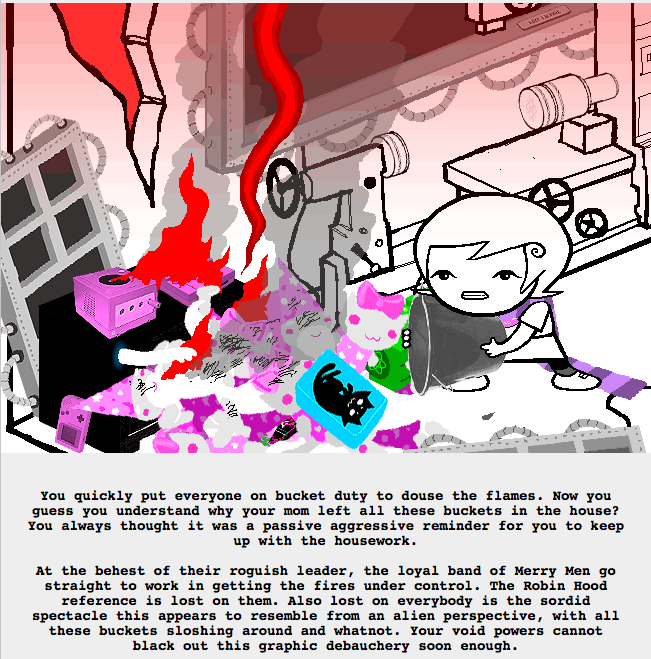 You quickly put everyone on bucket duty to douse the flames. Now you
guess you understand why your mom left all these buckets in the house?
You always thought it was a passive aggressive reminder for you to keep
up with the housework.
At the behest of their roguish leader, the loyal band of Merry Men go
straight to work in getting the fires under control. The Robin Hood
reference is lost on them. Also lost on everybody is the sordid
spectacle this appears to resemble from an alien perspective, with all
these buckets sloshing around and whatnot. Your void powers cannot
black out this graphic debauchery soon enough.